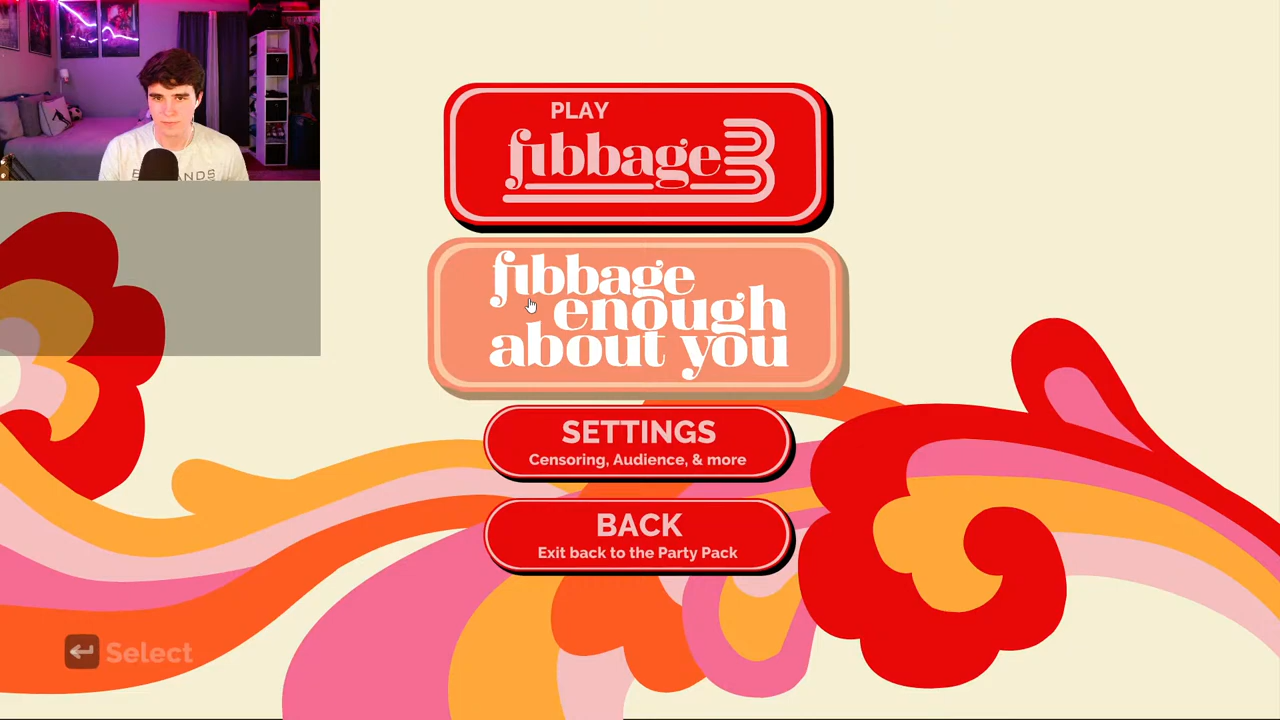 PLAY
fibbage 3
fibbage
enough
about you
SETTINGS
Censoring, Audience, & more
BACK
Exit back to the Party Pack
Select